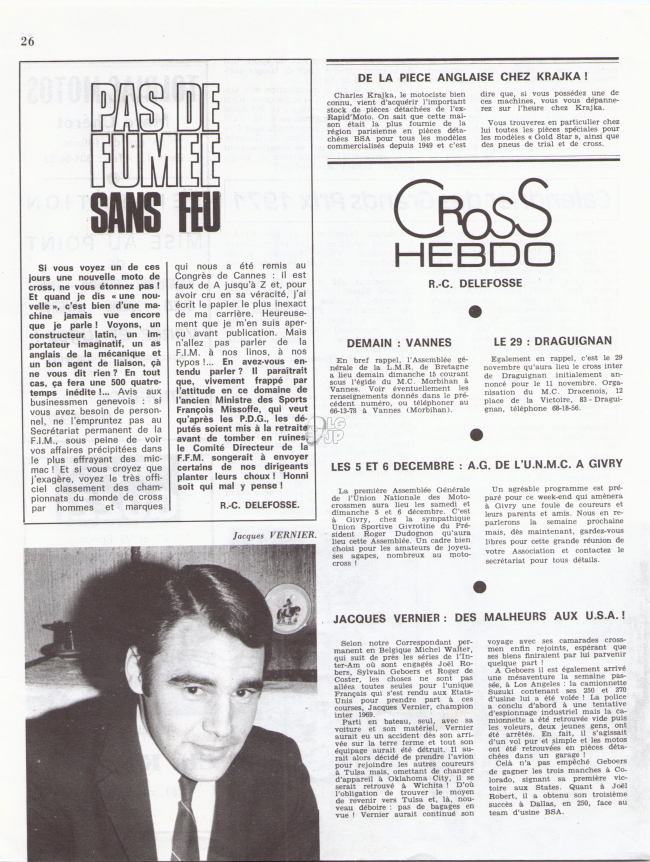 26
PAS DE
FUMEE
SANS FEU
Si vous voyez un de ces
jours une nouvelle moto de
cross, ne vous étonnez pas !
Et quand je dis « une nou-
velle », c'est bien d'une ma-
chine jamais vue encore
que je parle ! Voyons, un
constructeur latin, un im-
portateur imaginatif, un as
anglais de la mécanique et
un bon agent de liaison, çà
ne vous dit rien ? En tout
cas, ça fera une 500 quatre-
temps inédite !... Avis aux
businessmen genevois : si
vous avez besoin de person-
nel, ne l'empruntez pas au
Secrétariat permanent de la
F.I.M., sous peine de voir
vos affaires précipitées dans
le plus effrayant des mic-
mac ! Et si vous croyez que
j'exagère, voyez le très offi-
ciel classement des cham-
pionnats du monde de cross
par hommes et marques
qui nous a été remis au
Congrès de Cannes : il est
faux de A jusqu'à Z et, pour
avoir cru en sa véracité, j'ai
écrit le papier le plus inexact
de ma carrière. Heureuse-
ment que je m'en suis aper-
çu avant publication. Mais
n'allez pas parler de la
F.I.M. à nos linos, à nos
typos !... En avez-vous en-
tendu parler ? Il paraîtrait
que, vivement frappé par
l'attitude en ce domaine de
l'ancien Ministre des Sports
François Missoffe, qui veut
qu'après les P.D.G., les dé-
putés soient mis à la retraite
avant de tomber en ruines,
le Comité Directeur de la
F.F.M. songerait à envoyer
certains de nos dirigeants
planter leurs choux ! Honni
soit qui mal y pense !
R.-C. DELEFOSSE.
Jacques VERNIER.
DE LA PIECE ANGLAISE CHEZ KRAJKA !
Charles Krajka, le motociste bien
connu, vient d'acquérir l'important
stock de pièces détachées de l'ex-
Rapid'Moto. On sait que cette mai-
son était la plus fournie de la
région parisienne en pièces déta-
chées BSA pour tous les modèles
commercialisés depuis 1949 et c'est
dire que, si vous possédez une de
ces machines, vous vous dépanne-
rez sur l'heure chez Krajka.
Vous trouverez en particulier chez
lui toutes les pièces spéciales pour
les modèles « Gold Star », ainsi que
des pneus de trial et de cross.
CROSS
HEBDO
R.-C. DELEFOSSE
DEMAIN : VANNES
En bref rappel, l'Assemblée gé-
nérale de la L.M.R. de Bretagne
a lieu demain dimanche 15 courant
sous l'égide du M.C. Morbihan à
Vannes. Voir éventuellement les
renseignements donnés dans le pré-
cédent numéro, ou téléphoner au
66-13-78 à Vannes (Morbihan).
LE 29 : DRAGUIGNAN
Egalement en rappel, c'est le 29
novembre qu'aura lieu le cross inter
de Draguignan initialement an-
noncé pour le 11 novembre. Orga-
nisation du M.C. Dracenois, 12
place de la Victoire, 83 - Dragui-
gnan, téléphone 68-18-56.
LES 5 ET 6 DECEMBRE : A.G. DE L'U.N.M.C. A GIVRY
La première Assemblée Générale
de l'Union Nationale des Moto-
crossmen aura lieu les samedi et
dimanche 5 et 6 décembre. C'est
à Givry, chez la sympathique
Union Sportive Givrotine du Pré-
sident Roger Dudognon qu'aura
lieu cette Assemblée. Un cadre bien
choisi pour les amateurs de joyeu-
ses agapes, nombreux au moto-
cross !
Un agréable programme est pré-
paré pour ce week-end qui amènera
à Givry une foule de coureurs et
leurs parents et amis. Nous en re-
parlerons la semaine prochaine
mais, dès maintenant, gardez-vous
libres pour cette grande réunion de
votre Association et contactez le
secrétariat pour tous détails.
JACQUES VERNIER : DES MALHEURS AUX U.S.A. !
Selon notre Correspondant per-
manent en Belgique Michel Walter,
qui suit de près les séries de l'In-
ter-Am où sont engagés Joël Ro-
bers, Sylvain Geboers et Roger de
Coster, les choses ne sont pas
allées toutes seules pour l'unique
Français qui s'est rendu aux Etats-
Unis pour prendre part à ces
courses, Jacques Vernier, champion
inter 1969.
Parti en bateau, seul, avec sa
voiture et son matériel, Vernier
aurait eu un accident dès son arri-
vée sur la terre ferme et tout son
équipage aurait été détruit. Il au-
rait alors décidé de prendre l'avion
pour rejoindre les autres coureurs
à Tulsa mais, omettant de changer
d'appareil à Oklahoma City, il se
serait retrouvé à Wichita ! D'où
l'obligation de trouver le moyen
de revenir vers Tulsa et, là, nou-
veau déboire : pas de bagages en
vue ! Vernier aurait continué son
voyage avec ses camarades cross-
men enfin rejoints, espérant que
ses biens finiraient par lui parvenir
quelque part !
A Geboers il est également arrivé
une mésaventure la semaine pas-
sée, à Los Angeles : la camionnette
Suzuki contenant ses 250 et 370
d'usine lui a été volée ! La police
a conclu d'abord à une tentative
d'espionnage industriel mais la ca-
mionnette a été retrouvée vide puis
les voleurs, deux jeunes gens, ont
été arrêtés. En fait, il s'agissait
d'un vol pur et simple et les motos
ont été retrouvées en pièces déta-
chées dans un garage !
Celà n'a pas empêché Geboers
de gagner les trois manches à Co-
lorado, signant sa première vic-
toire aux States. Quant à Joël
Robert, il a obtenu son troisième
succès à Dallas, en 250, face au
team d'usine BSA.